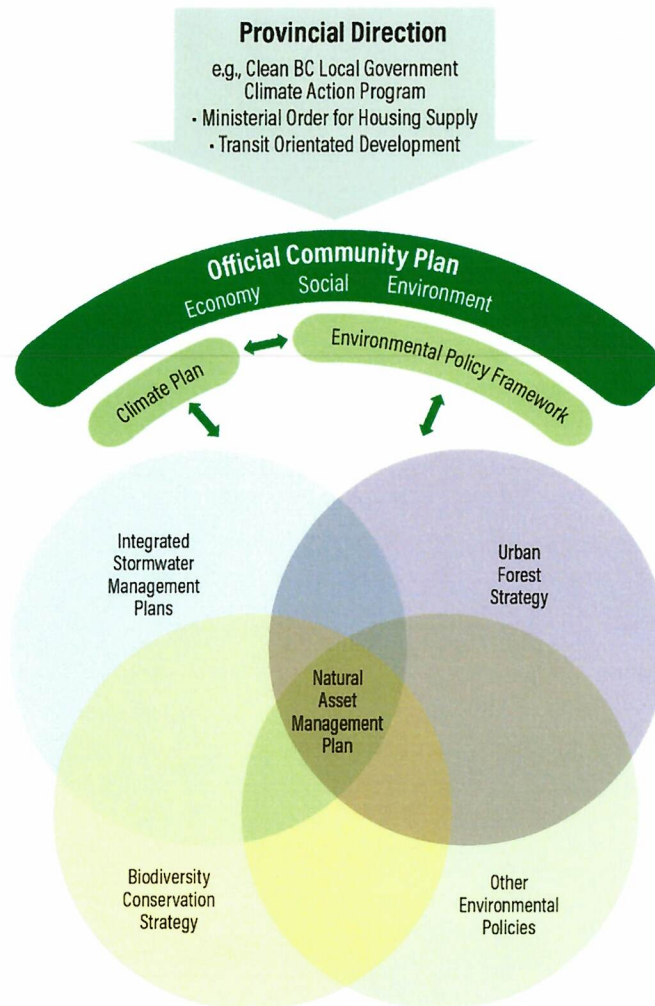 Provincial Direction
e.g., Clean BC Local Government
Climate Action Program
• Ministerial Order for Housing Supply
• Transit Orientated Development
Official Community Plan
Economy Social Environment
Climate Plan
Environmental Policy Framework
Integrated
Stormwater
Management
Plans
Urban
Forest
Strategy
Natural
Asset
Management
Plan
Biodiversity
Conservation
Strategy
Other
Environmental
Policies